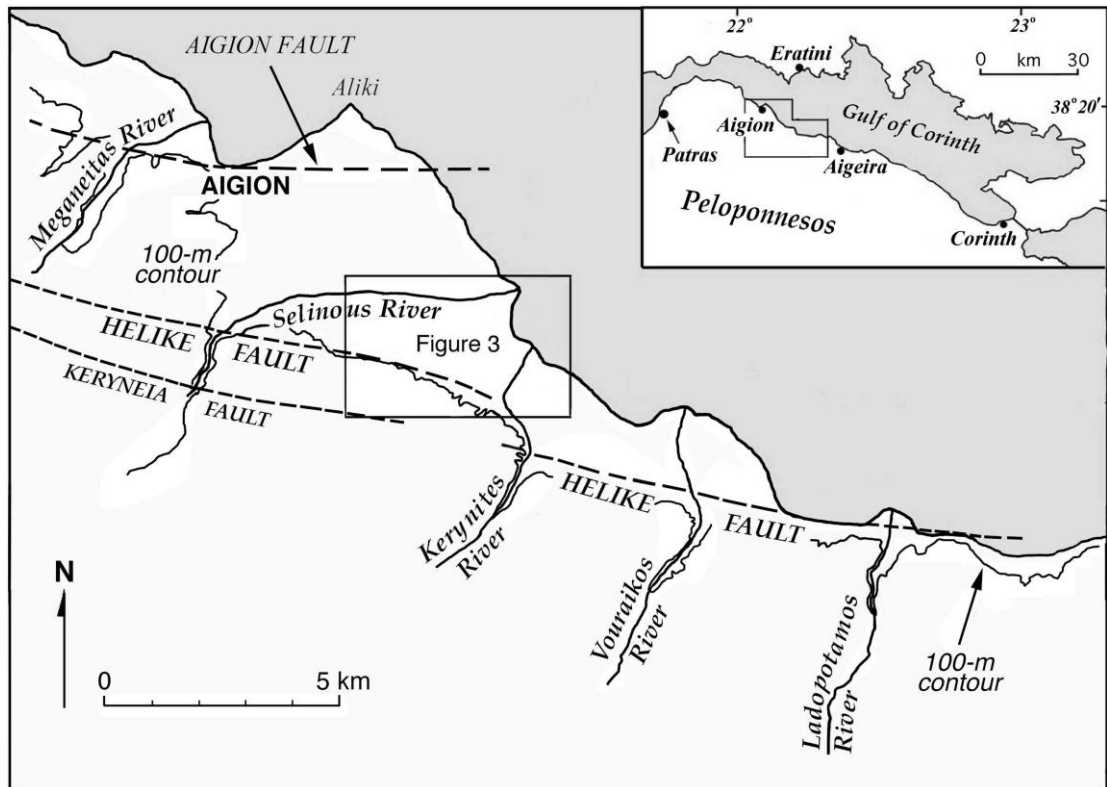 AIGION FAULT
Aliki
Meganeitas River
AIGION
100-m
contour
HELIKE FAULT
KERYNEIA FAULT
Selinous River
Figure 3
Kerynites
River
HELIKE FAULT
Vouraikos
River
Ladopotamos
River
100-m
contour
N
0 5 km
22° 23°
Eratini
0 km 30
38°20'
Gulf of Corinth
Aigion
Patras
Aigeira
Peloponnesos
Corinth